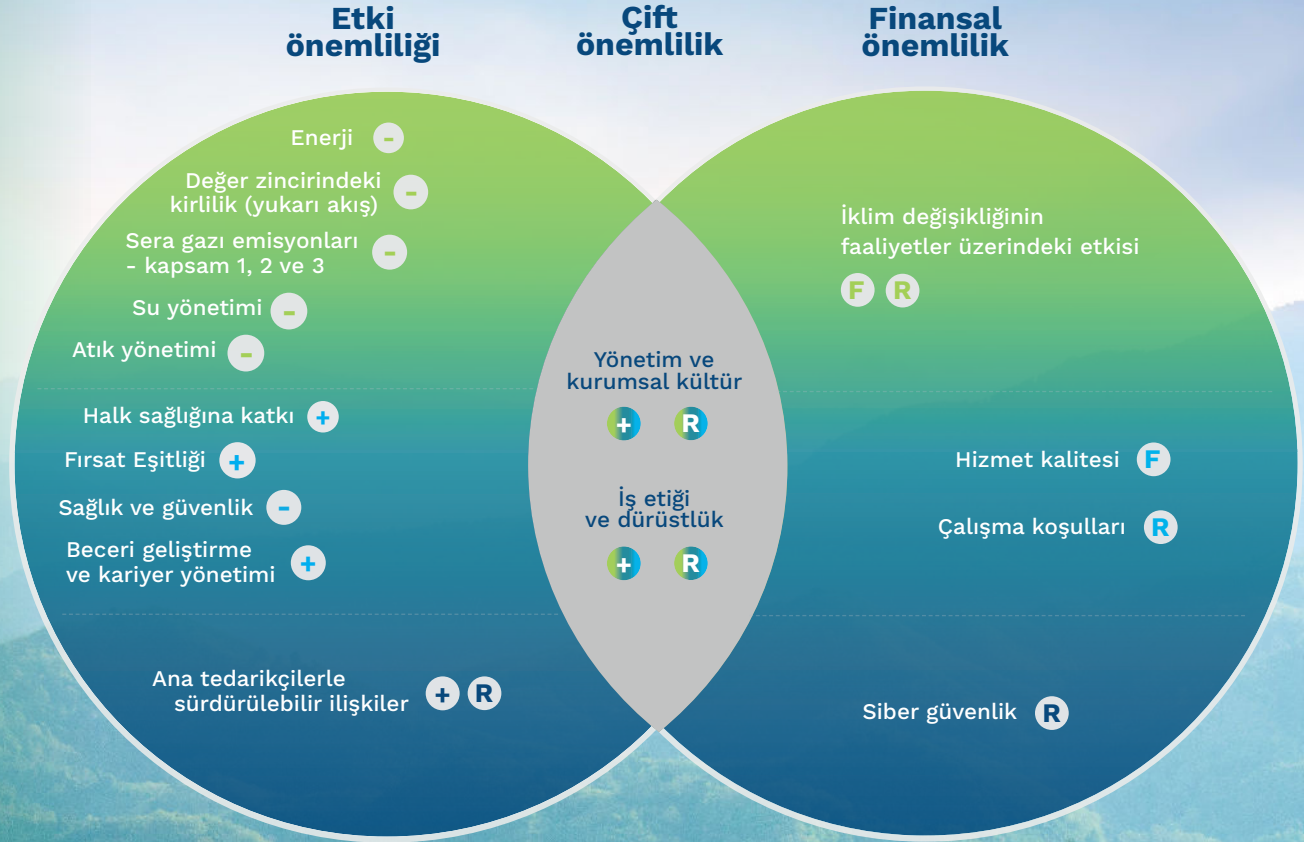 Etki
önemliliği
Çift
önemlilik
Finansal
önemlilik
Enerji -
Değer zincirindeki
kirlilik (yukarı akış) -
Sera gazı emisyonları
- kapsam 1, 2 ve 3 -
Su yönetimi -
Atık yönetimi -
Halk sağlığına katkı +
Fırsat Eşitliği +
Sağlık ve güvenlik -
Beceri geliştirme
ve kariyer yönetimi +
Ana tedarikçilerle
sürdürülebilir ilişkiler + R
Yönetim ve
kurumsal kültür
+ R
İş etiği
ve dürüstlük
+ R
İklim değişikliğinin
faaliyetler üzerindeki etkisi
F R
Hizmet kalitesi F
Çalışma koşulları R
Siber güvenlik R